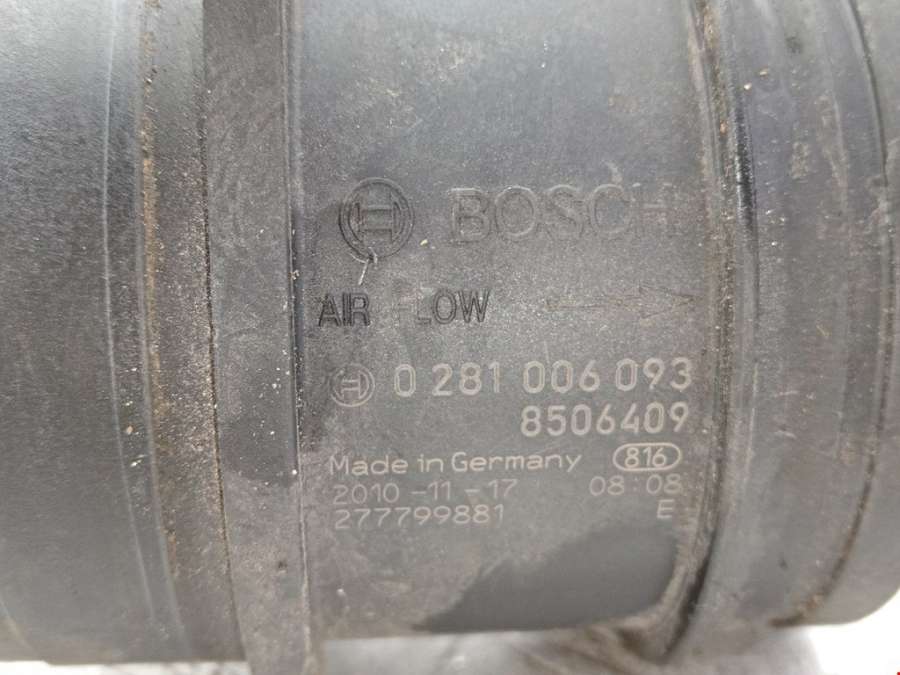 BOSCH
AIR FLOW
0 281 006 093
8506409
Made in Germany 816
2010-11-17 08:08
277799881 E